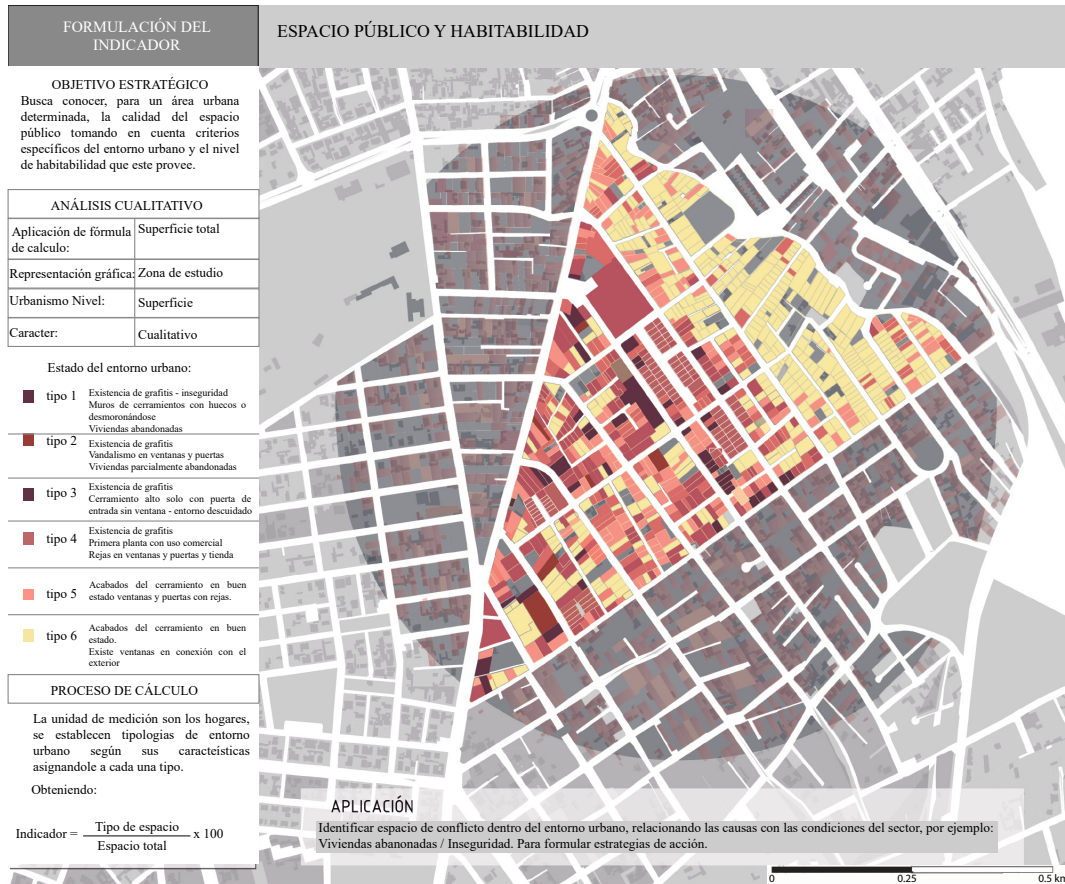 FORMULACIÓN DEL
INDICADOR
ESPACIO PÚBLICO Y HABITABILIDAD
OBJETIVO ESTRATÉGICO
Busca conocer, para un área urbana
determinada, la calidad del espacio
público tomando en cuenta criterios
específicos del entorno urbano y el nivel
de habitabilidad que este provee.
ANÁLISIS CUALITATIVO
Aplicación de fórmula
de calculo:
Superficie total
Representación gráfica:
Zona de estudio
Urbanismo Nivel:
Superficie
Caracter:
Cualitativo
Estado del entorno urbano:
tipo 1
Existencia de grafitis - inseguridad
Muros de cerramientos con huecos o
desmoronándose
Viviendas abandonadas
tipo 2
Existencia de grafitis
Vandalismo en ventanas y puertas
Viviendas parcialmente abandonadas
tipo 3
Existencia de grafitis
Cerramiento alto solo con puerta de
entrada sin ventana - entorno descuidado
tipo 4
Existencia de grafitis
Primera planta con uso comercial
Rejas en ventanas y puertas y tienda
tipo 5
Acabados del cerramiento en buen
estado ventanas y puertas con rejas.
tipo 6
Acabados del cerramiento en buen
estado.
Existe ventanas en conexión con el
exterior
PROCESO DE CÁLCULO
La unidad de medición son los hogares,
se establecen tipologias de entorno
urbano según sus caracteísticas
asignandole a cada una tipo.
Obteniendo:
Indicador = Tipo de espacio x 100
Espacio total
APLICACIÓN
Identificar espacio de conflicto dentro del entorno urbano, relacionando las causas con las condiciones del sector, por ejemplo:
Viviendas abanonadas / Inseguridad. Para formular estrategias de acción.
0 0.25 0.5 km